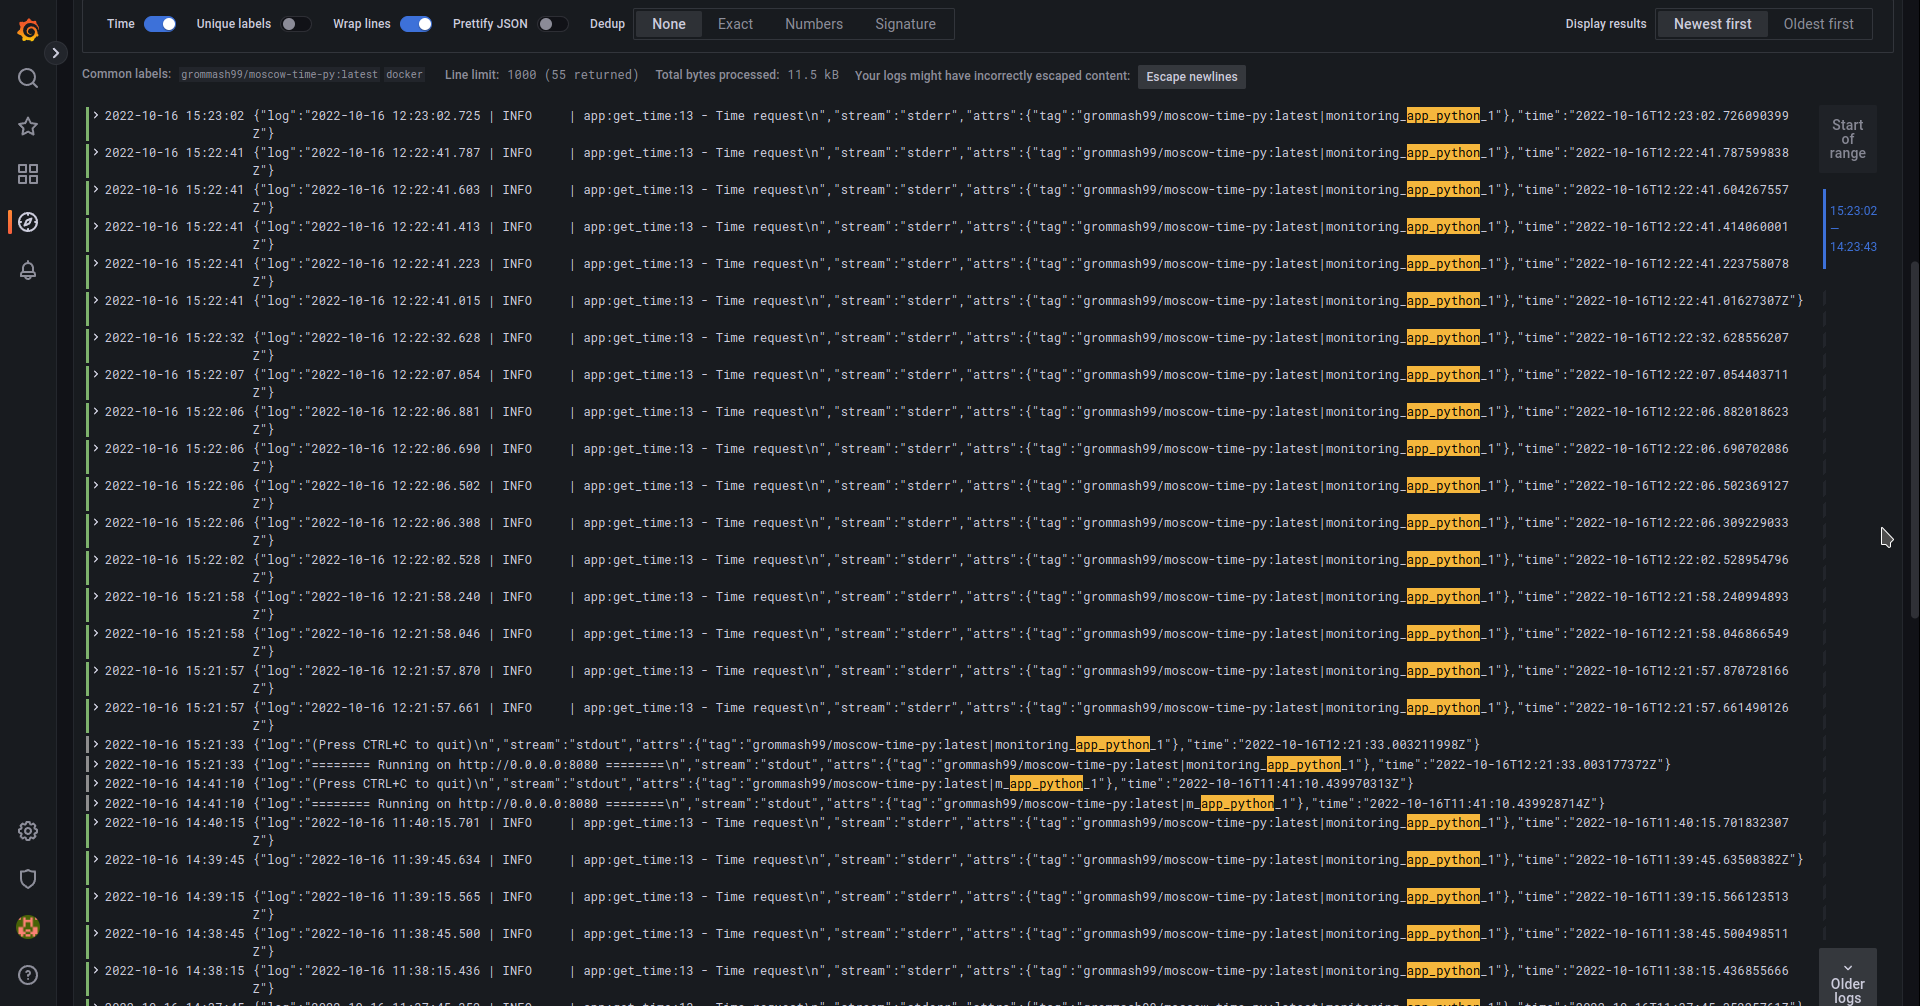 Time Unique labels Wrap lines Prettify JSON Dedup None Exact Numbers Signature Display results Newest first Oldest first
Common labels: grommash99/moscow-time-py:latest docker Line limit: 1000 (55 returned) Total bytes processed: 11.5 kB Your logs might have incorrectly escaped content: Escape newlines
2022-10-16 15:23:02 {"log":"2022-10-16 12:23:02.725 | INFO     | app:get_time:13 - Time request\n","stream":"stderr","attrs":{"tag":"grommash99/moscow-time-py:latest|monitoring_app_python_1"},"time":"2022-10-16T12:23:02.726090399
Z"}
2022-10-16 15:22:41 {"log":"2022-10-16 12:22:41.787 | INFO     | app:get_time:13 - Time request\n","stream":"stderr","attrs":{"tag":"grommash99/moscow-time-py:latest|monitoring_app_python_1"},"time":"2022-10-16T12:22:41.787599838
Z"}
2022-10-16 15:22:41 {"log":"2022-10-16 12:22:41.603 | INFO     | app:get_time:13 - Time request\n","stream":"stderr","attrs":{"tag":"grommash99/moscow-time-py:latest|monitoring_app_python_1"},"time":"2022-10-16T12:22:41.604267557
Z"}
2022-10-16 15:22:41 {"log":"2022-10-16 12:22:41.413 | INFO     | app:get_time:13 - Time request\n","stream":"stderr","attrs":{"tag":"grommash99/moscow-time-py:latest|monitoring_app_python_1"},"time":"2022-10-16T12:22:41.414060001
Z"}
2022-10-16 15:22:41 {"log":"2022-10-16 12:22:41.223 | INFO     | app:get_time:13 - Time request\n","stream":"stderr","attrs":{"tag":"grommash99/moscow-time-py:latest|monitoring_app_python_1"},"time":"2022-10-16T12:22:41.223758078
Z"}
2022-10-16 15:22:41 {"log":"2022-10-16 12:22:41.015 | INFO     | app:get_time:13 - Time request\n","stream":"stderr","attrs":{"tag":"grommash99/moscow-time-py:latest|monitoring_app_python_1"},"time":"2022-10-16T12:22:41.01627307Z"}
2022-10-16 15:22:32 {"log":"2022-10-16 12:22:32.628 | INFO     | app:get_time:13 - Time request\n","stream":"stderr","attrs":{"tag":"grommash99/moscow-time-py:latest|monitoring_app_python_1"},"time":"2022-10-16T12:22:32.628556207
Z"}
2022-10-16 15:22:07 {"log":"2022-10-16 12:22:07.054 | INFO     | app:get_time:13 - Time request\n","stream":"stderr","attrs":{"tag":"grommash99/moscow-time-py:latest|monitoring_app_python_1"},"time":"2022-10-16T12:22:07.054403711
Z"}
2022-10-16 15:22:06 {"log":"2022-10-16 12:22:06.881 | INFO     | app:get_time:13 - Time request\n","stream":"stderr","attrs":{"tag":"grommash99/moscow-time-py:latest|monitoring_app_python_1"},"time":"2022-10-16T12:22:06.882018623
Z"}
2022-10-16 15:22:06 {"log":"2022-10-16 12:22:06.690 | INFO     | app:get_time:13 - Time request\n","stream":"stderr","attrs":{"tag":"grommash99/moscow-time-py:latest|monitoring_app_python_1"},"time":"2022-10-16T12:22:06.690702086
Z"}
2022-10-16 15:22:06 {"log":"2022-10-16 12:22:06.502 | INFO     | app:get_time:13 - Time request\n","stream":"stderr","attrs":{"tag":"grommash99/moscow-time-py:latest|monitoring_app_python_1"},"time":"2022-10-16T12:22:06.502369127
Z"}
2022-10-16 15:22:06 {"log":"2022-10-16 12:22:06.308 | INFO     | app:get_time:13 - Time request\n","stream":"stderr","attrs":{"tag":"grommash99/moscow-time-py:latest|monitoring_app_python_1"},"time":"2022-10-16T12:22:06.309229033
Z"}
2022-10-16 15:22:02 {"log":"2022-10-16 12:22:02.528 | INFO     | app:get_time:13 - Time request\n","stream":"stderr","attrs":{"tag":"grommash99/moscow-time-py:latest|monitoring_app_python_1"},"time":"2022-10-16T12:22:02.528954796
Z"}
2022-10-16 15:21:58 {"log":"2022-10-16 12:21:58.240 | INFO     | app:get_time:13 - Time request\n","stream":"stderr","attrs":{"tag":"grommash99/moscow-time-py:latest|monitoring_app_python_1"},"time":"2022-10-16T12:21:58.240994893
Z"}
2022-10-16 15:21:58 {"log":"2022-10-16 12:21:58.046 | INFO     | app:get_time:13 - Time request\n","stream":"stderr","attrs":{"tag":"grommash99/moscow-time-py:latest|monitoring_app_python_1"},"time":"2022-10-16T12:21:58.046866549
Z"}
2022-10-16 15:21:57 {"log":"2022-10-16 12:21:57.870 | INFO     | app:get_time:13 - Time request\n","stream":"stderr","attrs":{"tag":"grommash99/moscow-time-py:latest|monitoring_app_python_1"},"time":"2022-10-16T12:21:57.870728166
Z"}
2022-10-16 15:21:57 {"log":"2022-10-16 12:21:57.661 | INFO     | app:get_time:13 - Time request\n","stream":"stderr","attrs":{"tag":"grommash99/moscow-time-py:latest|monitoring_app_python_1"},"time":"2022-10-16T12:21:57.661490126
Z"}
2022-10-16 15:21:33 {"log":"(Press CTRL+C to quit)\n","stream":"stdout","attrs":{"tag":"grommash99/moscow-time-py:latest|monitoring_app_python_1"},"time":"2022-10-16T12:21:33.003211998Z"}
2022-10-16 15:21:33 {"log":"======== Running on http://0.0.0.0:8080 ========\n","stream":"stdout","attrs":{"tag":"grommash99/moscow-time-py:latest|monitoring_app_python_1"},"time":"2022-10-16T12:21:33.003177372Z"}
2022-10-16 14:41:10 {"log":"(Press CTRL+C to quit)\n","stream":"stdout","attrs":{"tag":"grommash99/moscow-time-py:latest|m_app_python_1"},"time":"2022-10-16T11:41:10.439970313Z"}
2022-10-16 14:41:10 {"log":"======== Running on http://0.0.0.0:8080 ========\n","stream":"stdout","attrs":{"tag":"grommash99/moscow-time-py:latest|m_app_python_1"},"time":"2022-10-16T11:41:10.439928714Z"}
2022-10-16 14:40:15 {"log":"2022-10-16 11:40:15.701 | INFO     | app:get_time:13 - Time request\n","stream":"stderr","attrs":{"tag":"grommash99/moscow-time-py:latest|monitoring_app_python_1"},"time":"2022-10-16T11:40:15.701832307
Z"}
2022-10-16 14:39:45 {"log":"2022-10-16 11:39:45.634 | INFO     | app:get_time:13 - Time request\n","stream":"stderr","attrs":{"tag":"grommash99/moscow-time-py:latest|monitoring_app_python_1"},"time":"2022-10-16T11:39:45.63508382Z"}
2022-10-16 14:39:15 {"log":"2022-10-16 11:39:15.565 | INFO     | app:get_time:13 - Time request\n","stream":"stderr","attrs":{"tag":"grommash99/moscow-time-py:latest|monitoring_app_python_1"},"time":"2022-10-16T11:39:15.566123513
Z"}
2022-10-16 14:38:45 {"log":"2022-10-16 11:38:45.500 | INFO     | app:get_time:13 - Time request\n","stream":"stderr","attrs":{"tag":"grommash99/moscow-time-py:latest|monitoring_app_python_1"},"time":"2022-10-16T11:38:45.500498511
Z"}
2022-10-16 14:38:15 {"log":"2022-10-16 11:38:15.436 | INFO     | app:get_time:13 - Time request\n","stream":"stderr","attrs":{"tag":"grommash99/moscow-time-py:latest|monitoring_app_python_1"},"time":"2022-10-16T11:38:15.436855666
Z"}
Start
of
range
15:23:02
—
14:23:43
Older
logs